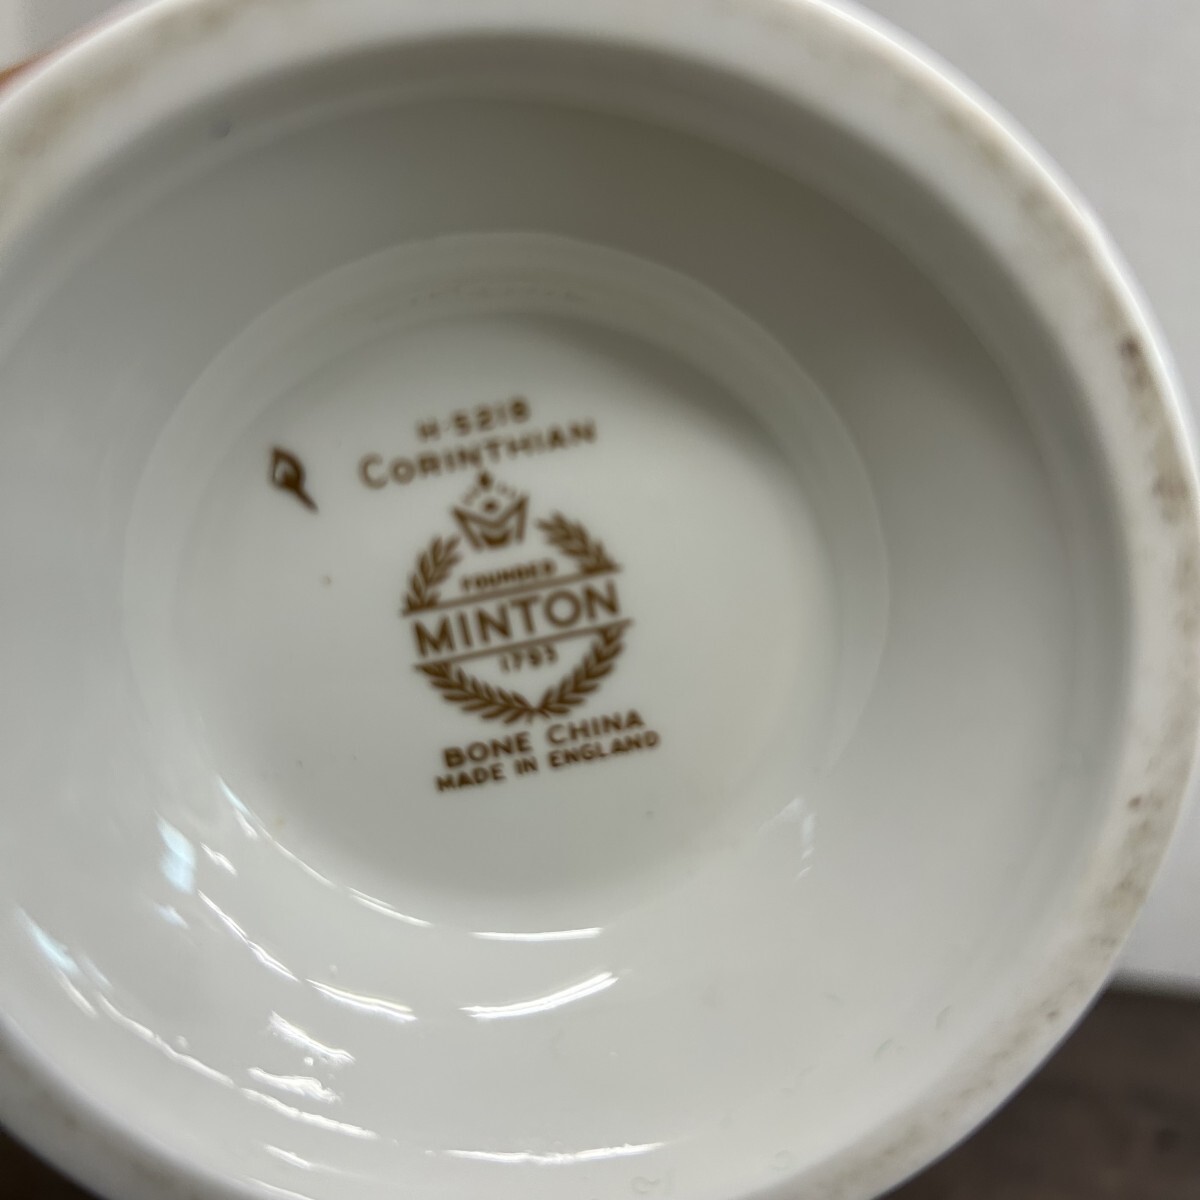 H-5218
CORINTHIAN
FOUNDED
MINTON
1793
BONE CHINA
MADE IN ENGLAND